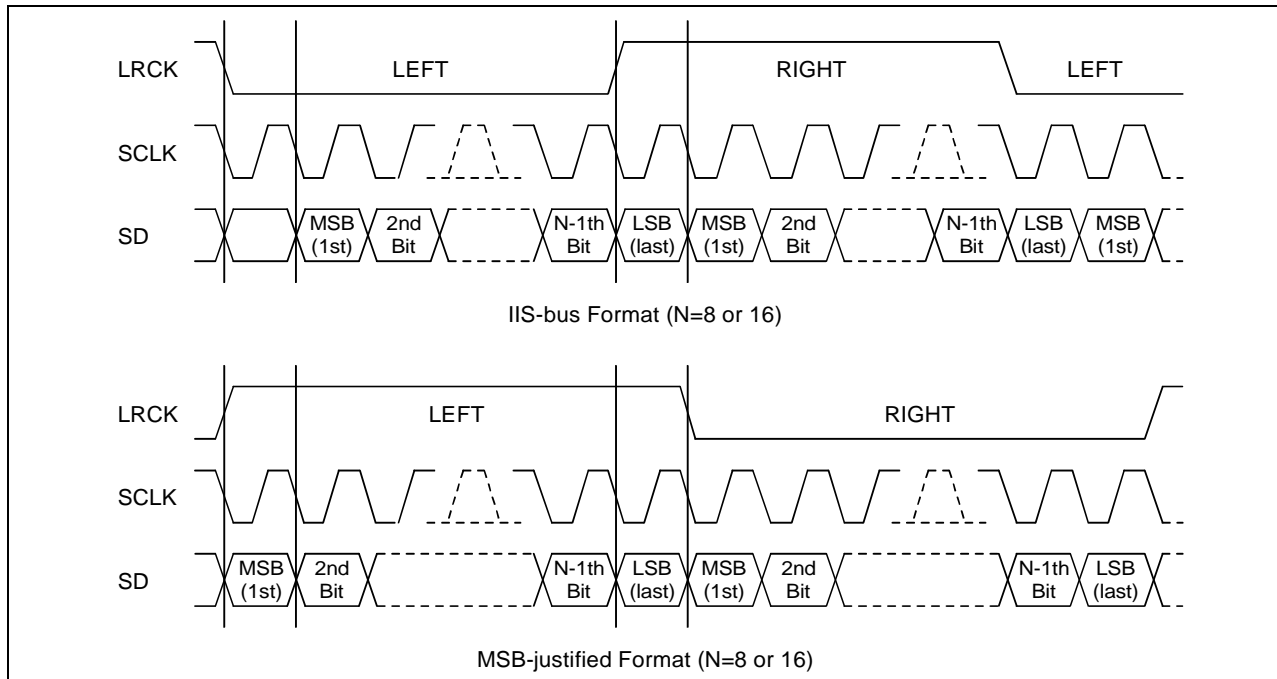 LRCK
LEFT
RIGHT
LEFT
SCLK
SD
MSB
(1st)
2nd
Bit
N-1th
Bit
LSB
(last)
MSB
(1st)
2nd
Bit
N-1th
Bit
LSB
(last)
MSB
(1st)
IIS-bus Format (N=8 or 16)
LRCK
LEFT
RIGHT
SCLK
SD
MSB
(1st)
2nd
Bit
N-1th
Bit
LSB
(last)
MSB
(1st)
2nd
Bit
N-1th
Bit
LSB
(last)
MSB-justified Format (N=8 or 16)